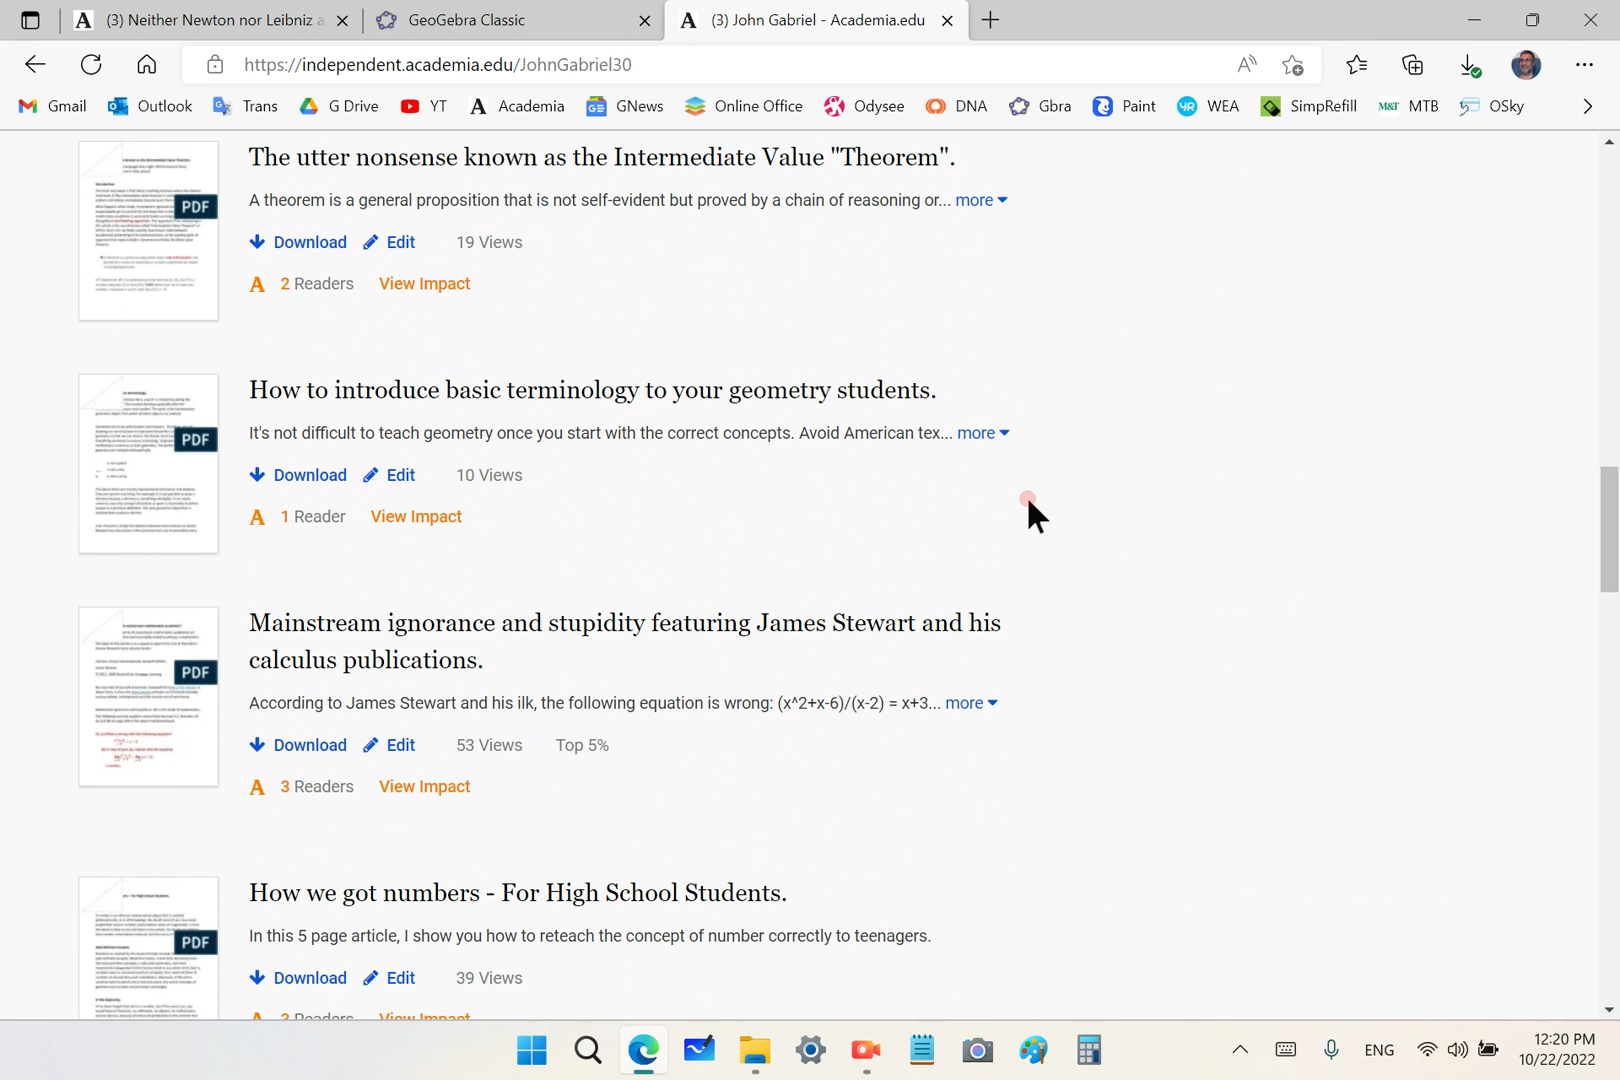 (3) Neither Newton nor Leibniz a
GeoGebra Classic
(3) John Gabriel - Academia.edu
https://independent.academia.edu/JohnGabriel30
Gmail Outlook Trans G Drive YT Academia GNews Online Office Odysee DNA Gbra Paint WEA SimpRefill M&T MTB OSky
The utter nonsense known as the Intermediate Value "Theorem".
A theorem is a general proposition that is not self-evident but proved by a chain of reasoning or... more
PDF
Download Edit 19 Views
2 Readers View Impact
How to introduce basic terminology to your geometry students.
It's not difficult to teach geometry once you start with the correct concepts. Avoid American tex... more
PDF
Download Edit 10 Views
1 Reader View Impact
Mainstream ignorance and stupidity featuring James Stewart and his
calculus publications.
PDF
According to James Stewart and his ilk, the following equation is wrong: (x^2+x-6)/(x-2) = x+3... more
Download Edit 53 Views Top 5%
3 Readers View Impact
How we got numbers - For High School Students.
In this 5 page article, I show you how to reteach the concept of number correctly to teenagers.
PDF
Download Edit 39 Views
3 Readers View Impact
ENG
12:20 PM
10/22/2022